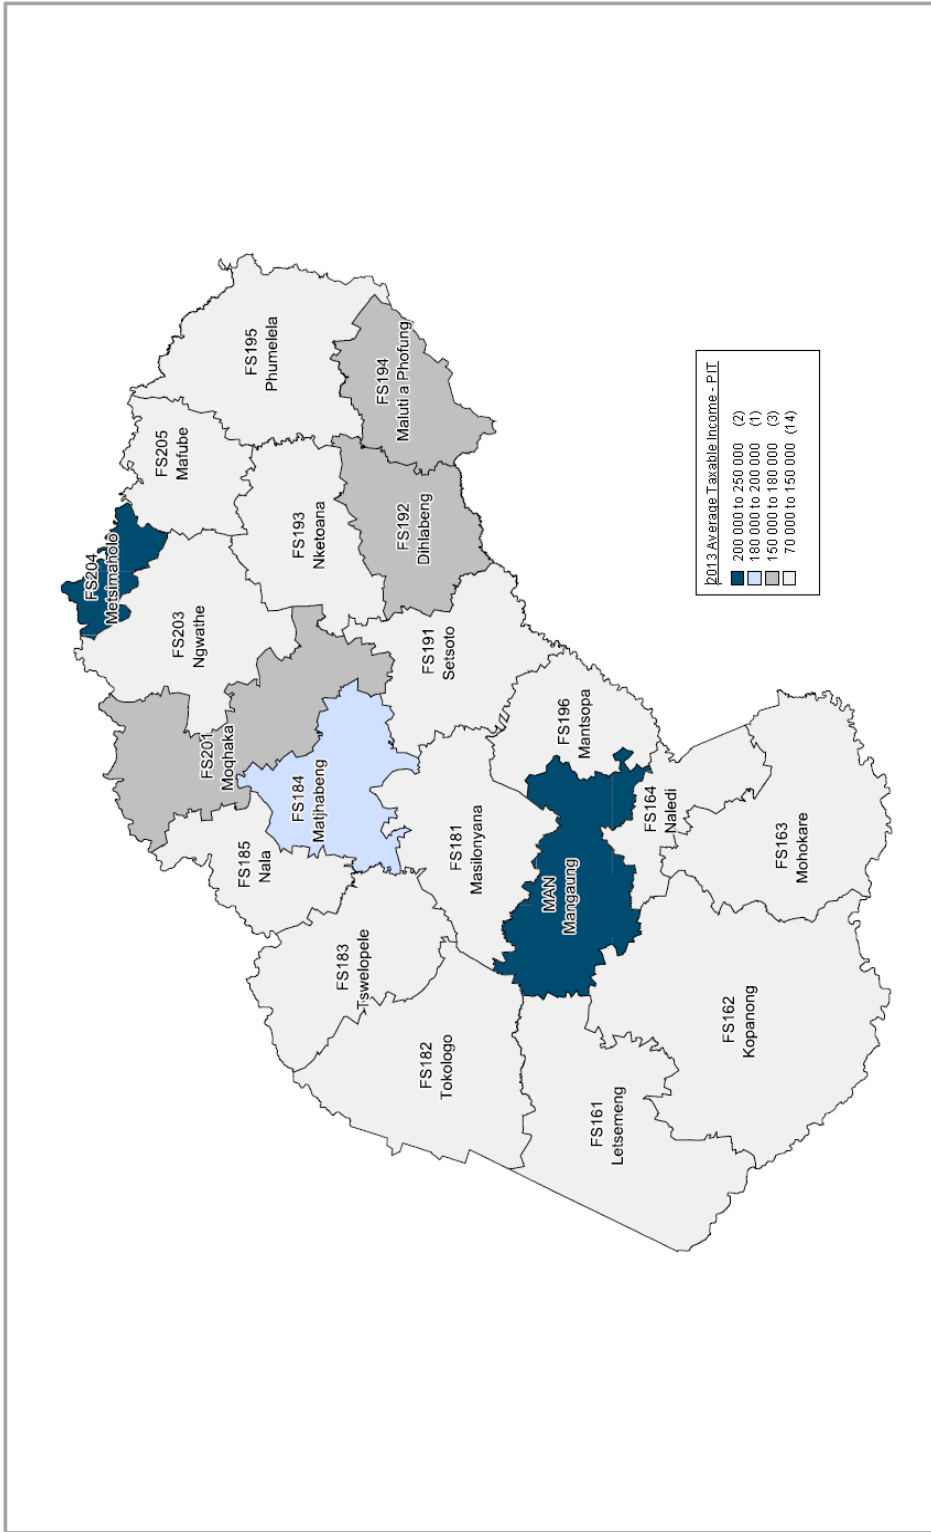 FS204
Metsimaholo
FS205
Mafube
FS195
Phumelela
FS203
Ngwathe
FS201
Moqhaka
FS193
Nketoana
FS194
Maluti a Phofung
FS192
Dihlabeng
FS185
Nala
FS184
Matjhabeng
FS191
Setsoto
FS183
Tswelopele
FS181
Masilonyana
FS196
Mantsopa
FS182
Tokologo
MAN
Mangaung
FS164
Naledi
FS161
Letsemeng
FS162
Kopanong
FS163
Mohokare
2013 Average Taxable Income - PIT
200 000 to 250 000 (2)
180 000 to 200 000 (1)
150 000 to 180 000 (3)
70 000 to 150 000 (14)